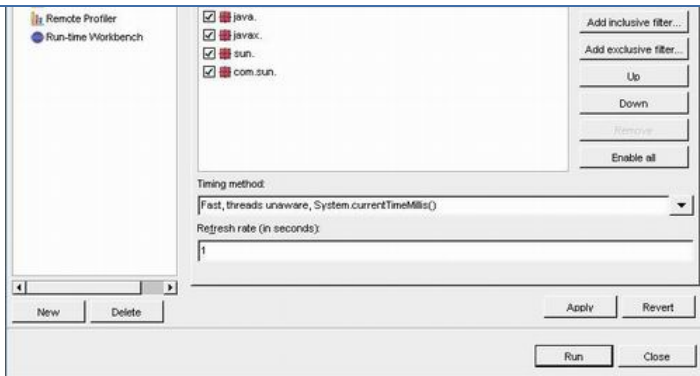 Remote Profiler
Run-time Workbench
java.
javax.
sun.
com.sun.
Add inclusive filter...
Add exclusive filter...
Up
Down
Remove
Enable all
Timing method:
Fast, threads unaware, System.currentTimeMillis()
Refresh rate (in seconds):
1
New
Delete
Apply
Revert
Run
Close